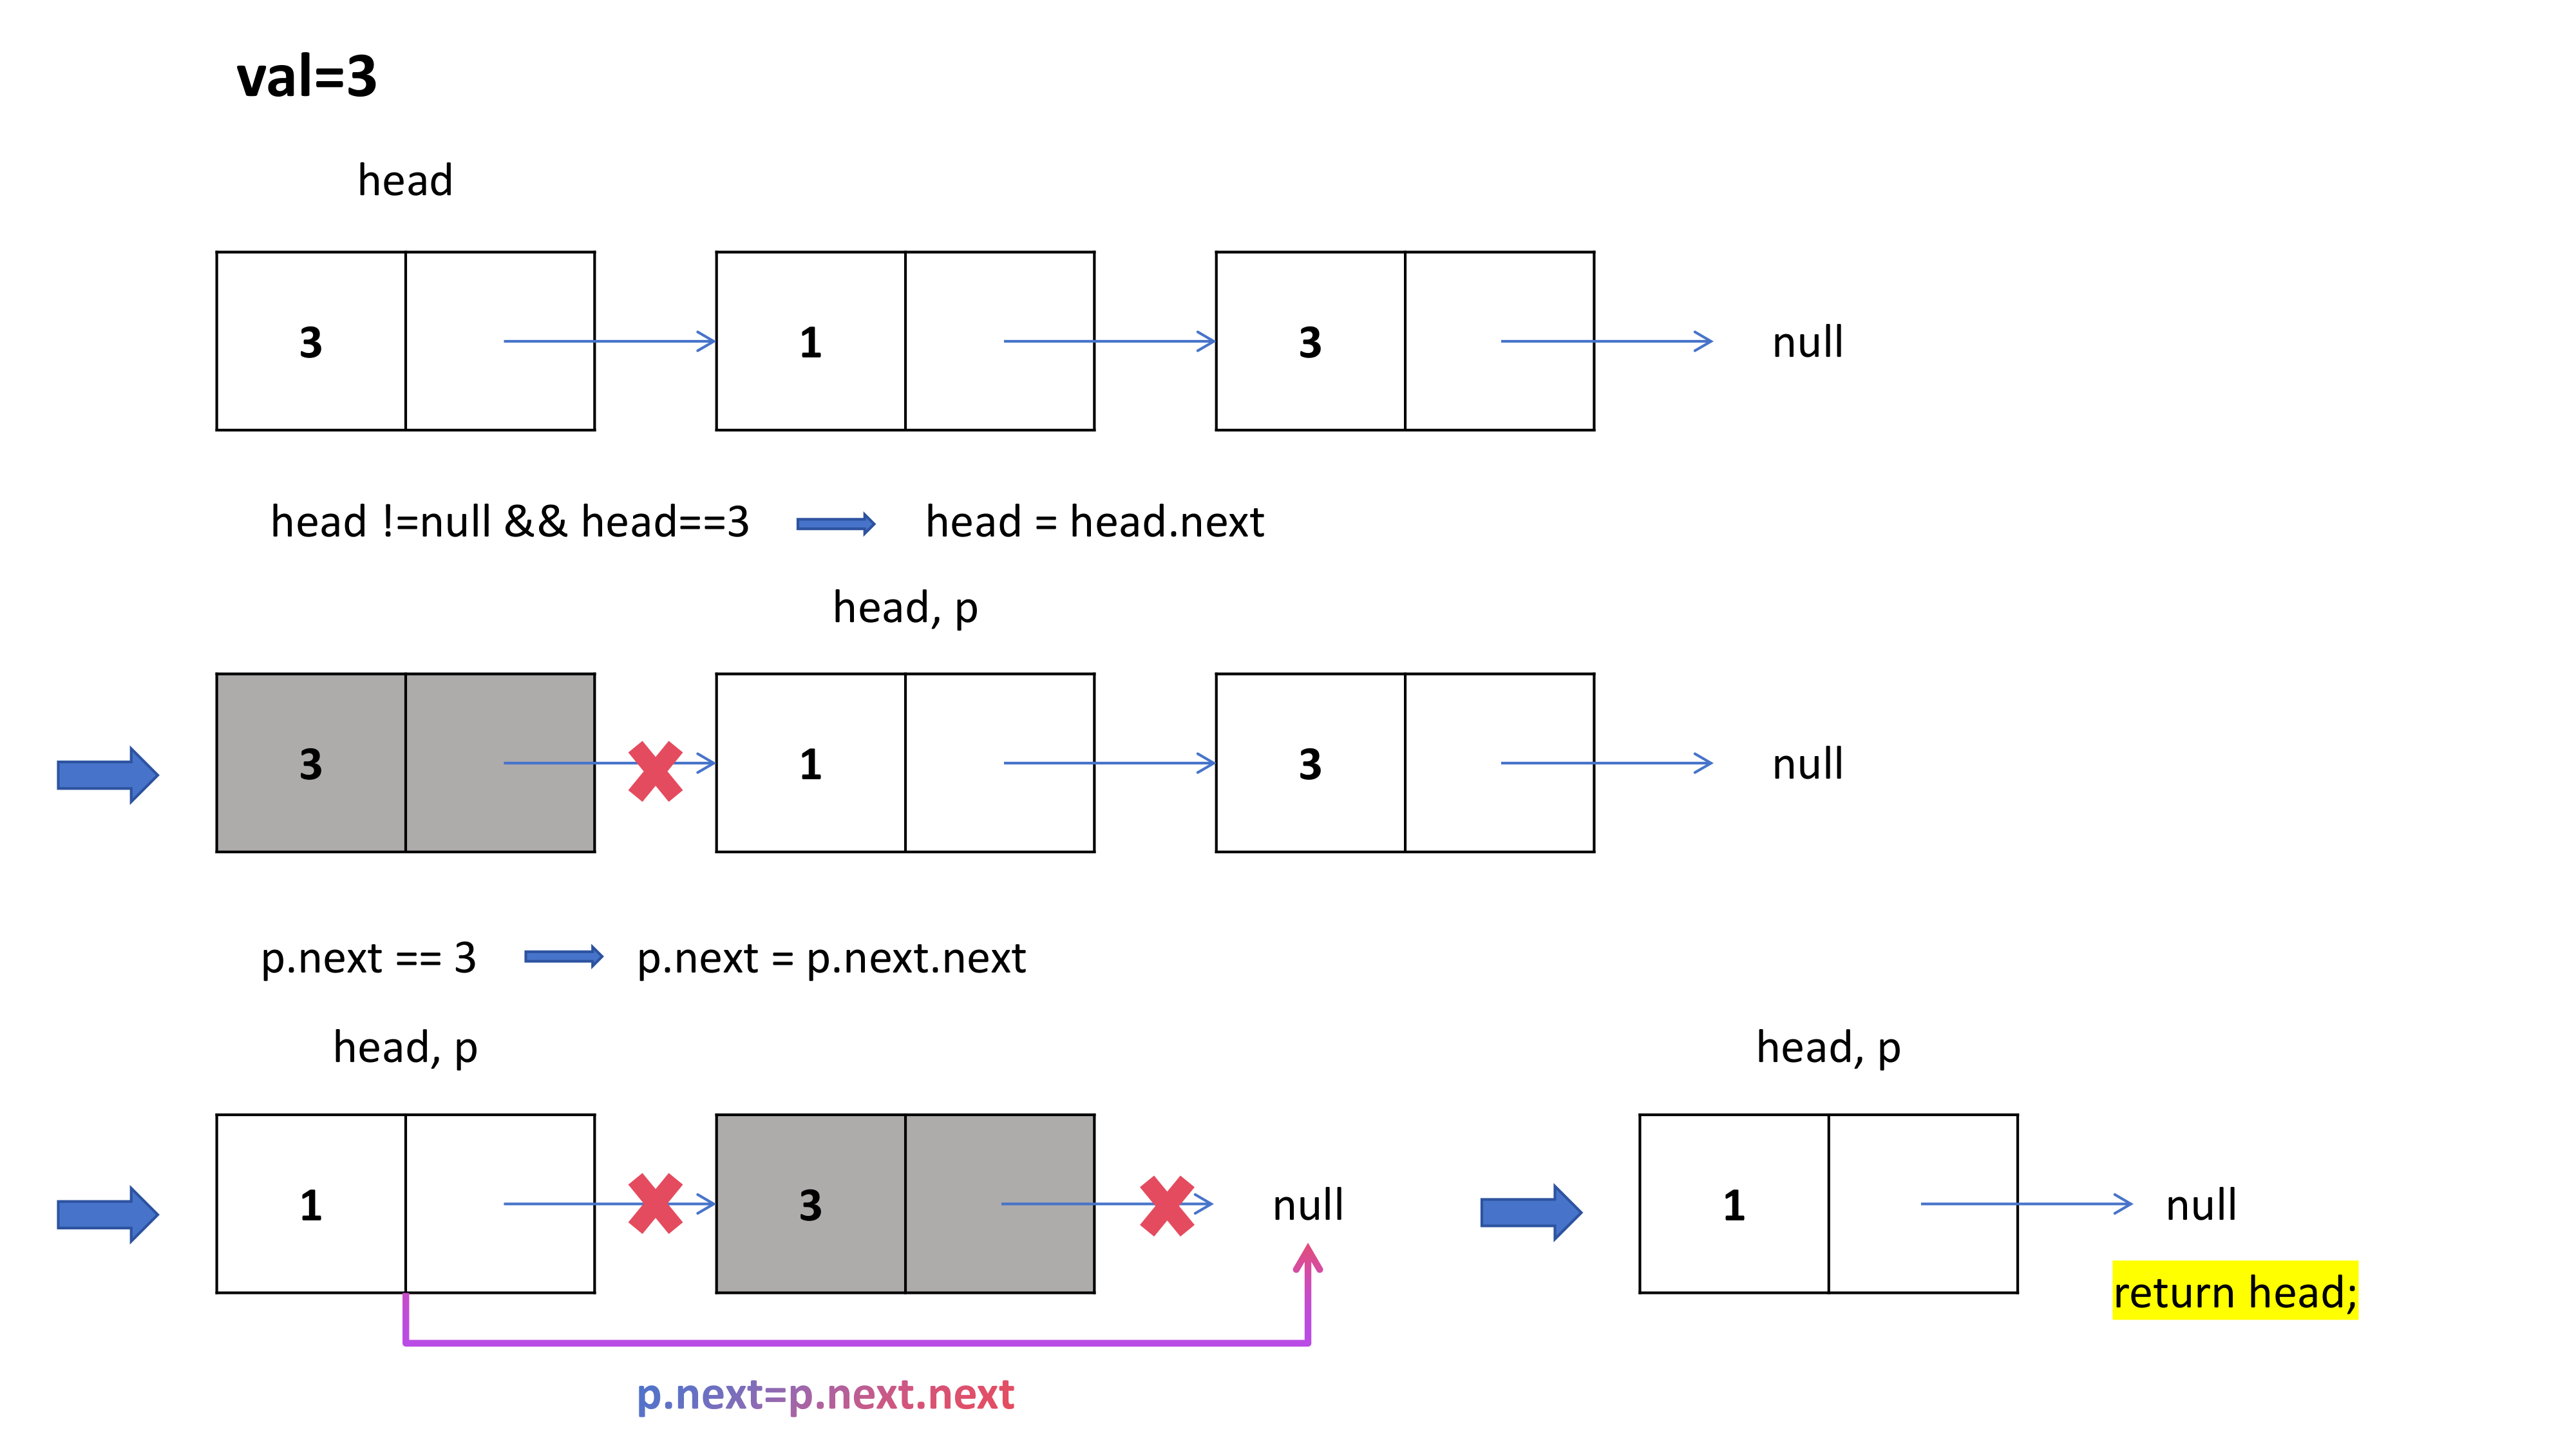 val=3
head
3 1 3 null
head !=null && head==3 head = head.next
head, p
3 1 3 null
p.next == 3 p.next = p.next.next
head, p head, p
1 3 null 1 null
return head;
p.next=p.next.next